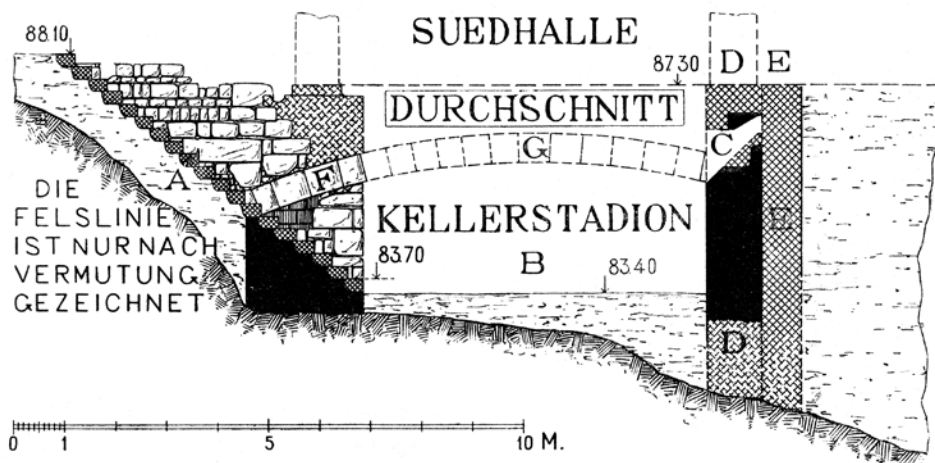 SUEDHALLE
88.10
87.30
D E
DURCHSCHNITT
C
G
F
A
DIE
FELSLINIE
IST NUR NACH
VERMUTUNG
GEZEICHNET
KELLERSTADION
E
B
83.70
83.40
D
0 1 5 10 M.